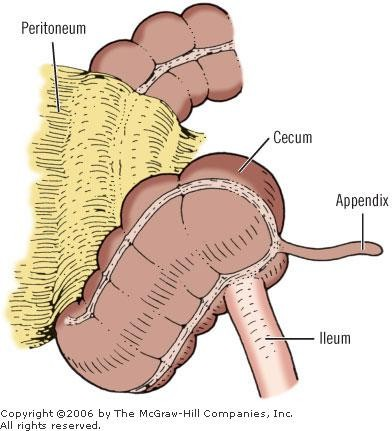 Peritoneum
Cecum
Appendix
Ileum
Copyright ©2006 by The McGraw-Hill Companies, Inc.
All rights reserved.